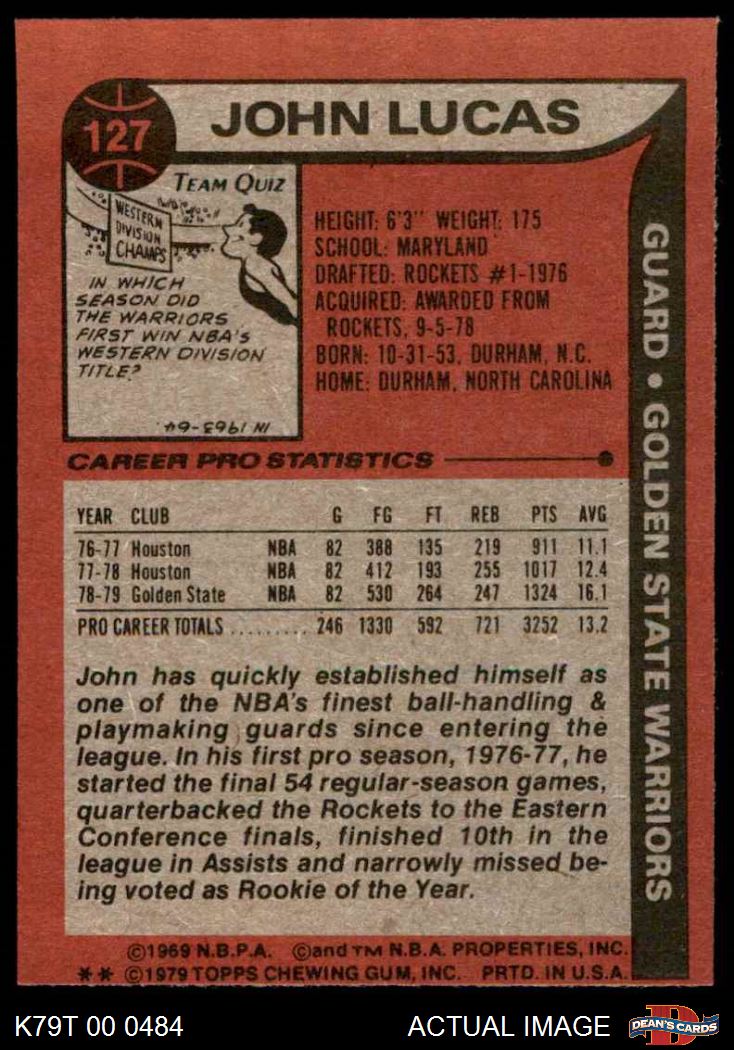 127
JOHN LUCAS
TEAM QUIZ
WESTERN
DIVISION
CHAMPS
IN WHICH
SEASON DID
THE WARRIORS
FIRST WIN NBA'S
WESTERN DIVISION
TITLE?
IN 1963-64.
HEIGHT: 6'3" WEIGHT: 175
SCHOOL: MARYLAND
DRAFTED: ROCKETS #1-1976
ACQUIRED: AWARDED FROM
ROCKETS, 9-5-78
BORN: 10-31-53, DURHAM, N.C.
HOME: DURHAM, NORTH CAROLINA
GUARD • GOLDEN STATE WARRIORS
CAREER PRO STATISTICS
YEAR CLUB G FG FT REB PTS AVG
76-77 Houston NBA 82 388 135 219 911 11.1
77-78 Houston NBA 82 412 193 255 1017 12.4
78-79 Golden State NBA 82 530 264 247 1324 16.1
PRO CAREER TOTALS ......... 246 1330 592 721 3252 13.2
John has quickly established himself as
one of the NBA's finest ball-handling &
playmaking guards since entering the
league. In his first pro season, 1976-77, he
started the final 54 regular-season games,
quarterbacked the Rockets to the Eastern
Conference finals, finished 10th in the
league in Assists and narrowly missed be-
ing voted as Rookie of the Year.
©1969 N.B.P.A. ©and TM N.B.A. PROPERTIES, INC.
** ©1979 TOPPS CHEWING GUM, INC. PRTD. IN U.S.A.
K79T 00 0484
ACTUAL IMAGE
D
DEAN'S CARDS